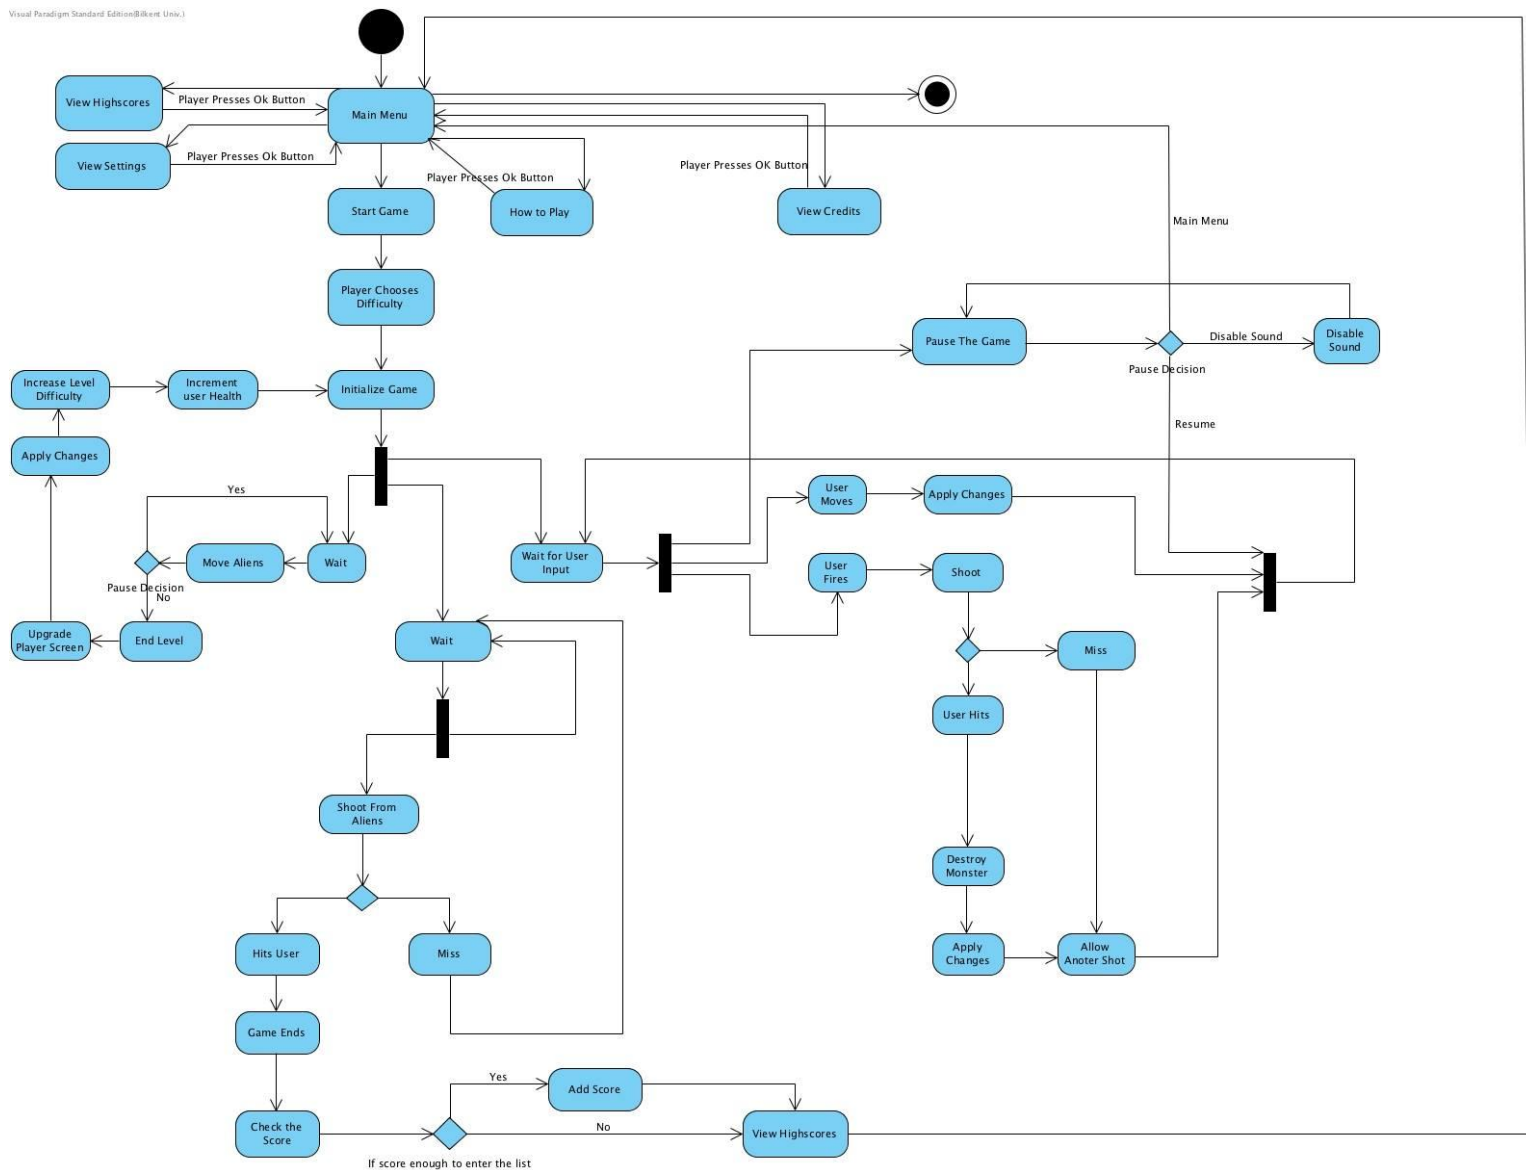 Visual Paradigm Standard Edition(Bilkent Univ.)
View Highscores
Player Presses Ok Button
Main Menu
View Settings
Player Presses Ok Button
Player Presses Ok Button
Player Presses OK Button
Start Game
How to Play
View Credits
Main Menu
Player Chooses
Difficulty
Pause The Game
Disable Sound
Disable
Sound
Pause Decision
Increase Level
Difficulty
Increment
user Health
Initialize Game
Resume
Apply Changes
Yes
User
Moves
Apply Changes
Move Aliens
Wait
Wait for User
Input
User
Fires
Shoot
Pause Decision
No
Upgrade
Player Screen
End Level
Wait
Miss
User Hits
Shoot From
Aliens
Destroy
Monster
Hits User
Miss
Apply
Changes
Allow
Anoter Shot
Game Ends
Yes
Add Score
Check the
Score
No
View Highscores
If score enough to enter the list